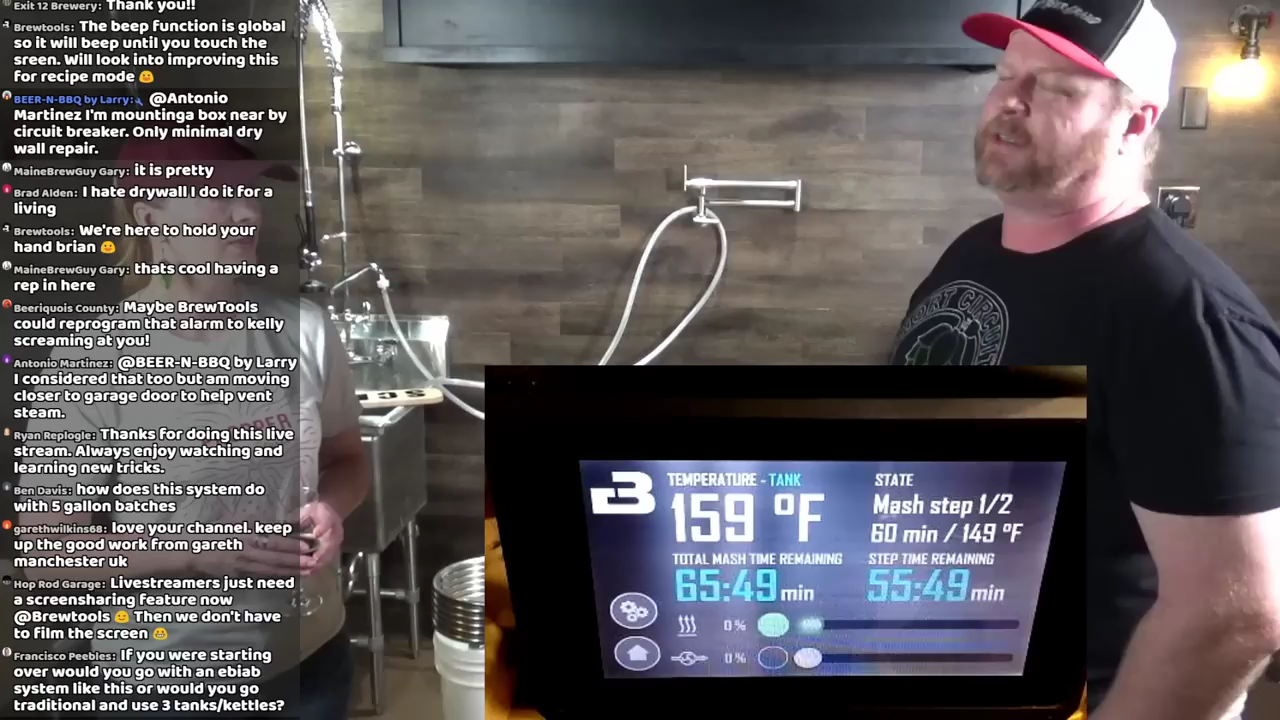 Exit 12 Brewery: Thank you!!
Brewtools: The beep function is global
so it will beep until you touch the
sreen. Will look into improving this
for recipe mode 🙂
BEER-N-BBQ by Larry: @Antonio
Martinez I'm mountinga box near by
circuit breaker. Only minimal dry
wall repair.
MaineBrewGuy Gary: it is pretty
Brad Alden: I hate drywall I do it for a
living
Brewtools: We're here to hold your
hand brian 🙂
MaineBrewGuy Gary: thats cool having a
rep in here
Beeriquois County: Maybe BrewTools
could reprogram that alarm to kelly
screaming at you!
Antonio Martinez: @BEER-N-BBQ by Larry
I considered that too but am moving
closer to garage door to help vent
steam.
Ryan Replogle: Thanks for doing this live
stream. Always enjoy watching and
learning new tricks.
Ben Davis: how does this system do
with 5 gallon batches
garethwilkins68: love your channel. keep
up the good work from gareth
manchester uk
Hop Rod Garage: Livestreamers just need
a screensharing feature now
@Brewtools 🙂 Then we don't have
to film the screen 😁
Francisco Peebles: If you were starting
over would you go with an ebiab
system like this or would you go
traditional and use 3 tanks/kettles?
TEMPERATURE - TANK
159 °F
STATE
Mash step 1/2
60 min / 149 °F
TOTAL MASH TIME REMAINING
65:49 min
STEP TIME REMAINING
55:49 min
0 %
0 %